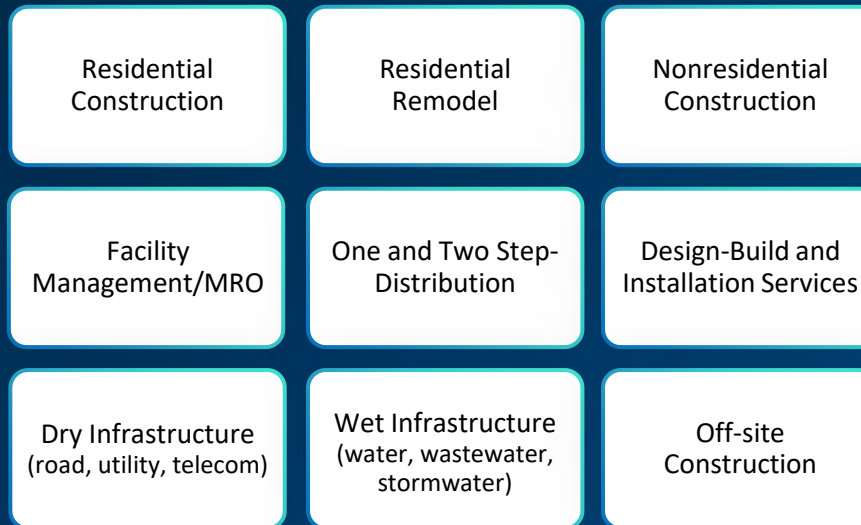 Residential
Construction
Residential
Remodel
Nonresidential
Construction
Facility
Management/MRO
One and Two Step-
Distribution
Design-Build and
Installation Services
Dry Infrastructure
(road, utility, telecom)
Wet Infrastructure
(water, wastewater,
stormwater)
Off-site
Construction